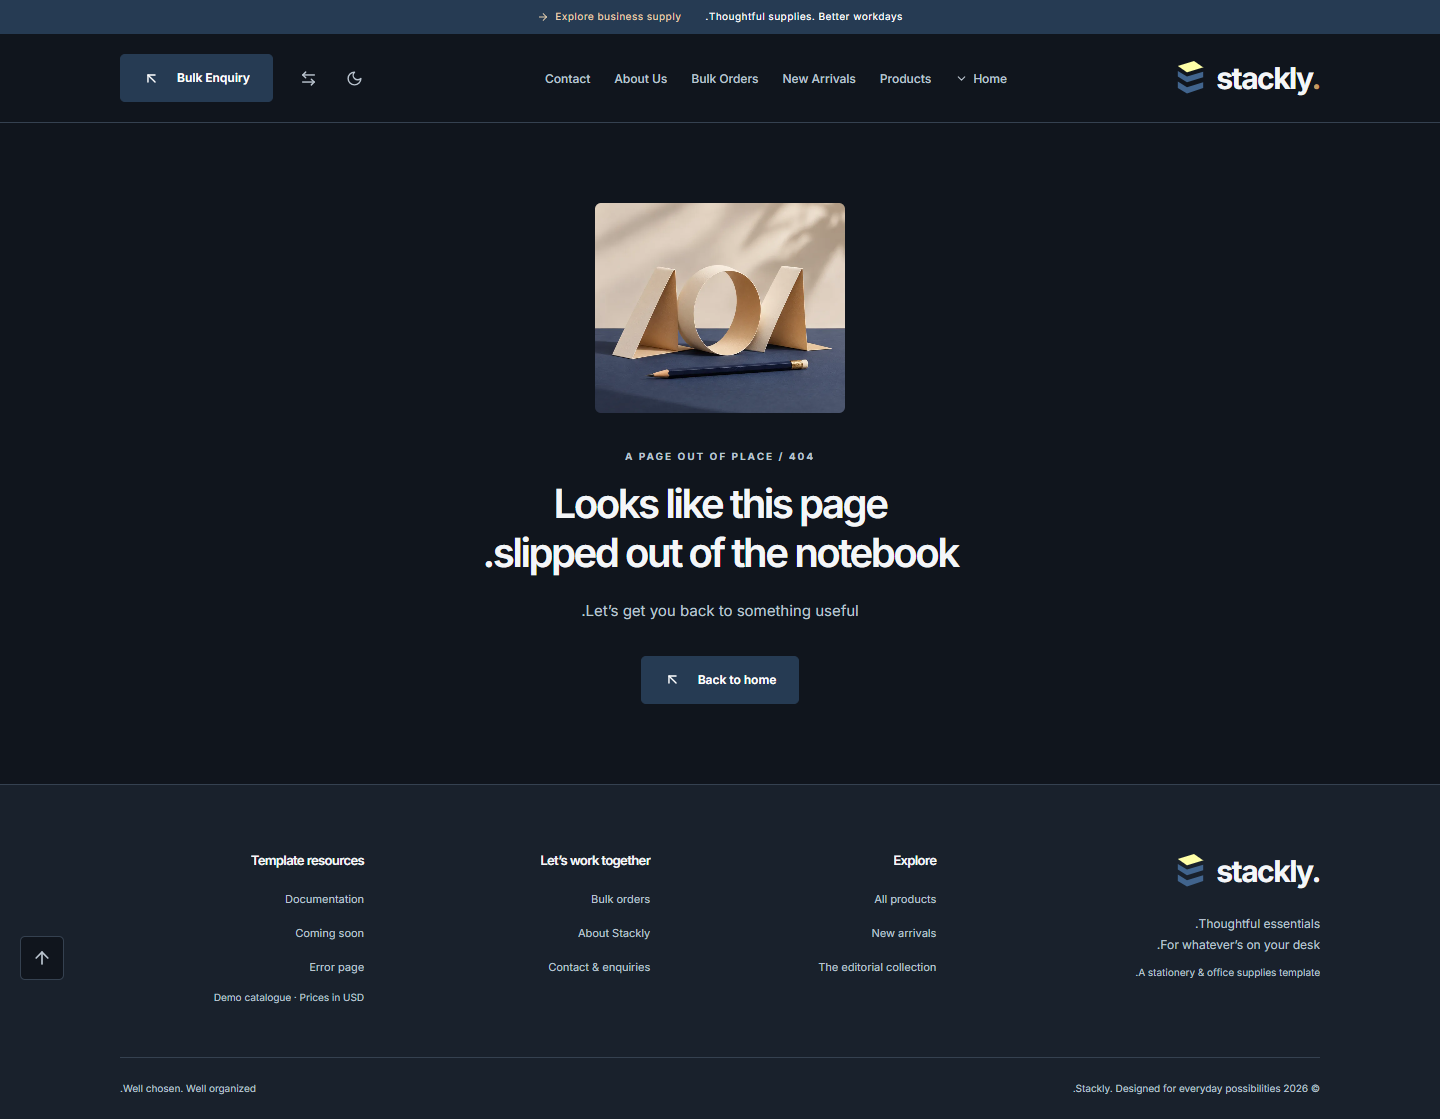 Explore business supply
.Thoughtful supplies. Better workdays
Bulk Enquiry
Contact
About Us
Bulk Orders
New Arrivals
Products
Home
stackly.
404
A PAGE OUT OF PLACE / 404
Looks like this page
.slipped out of the notebook
.Let’s get you back to something useful
Back to home
Template resources
Documentation
Coming soon
Error page
Demo catalogue · Prices in USD
Let’s work together
Bulk orders
About Stackly
Contact & enquiries
Explore
All products
New arrivals
The editorial collection
stackly.
.Thoughtful essentials
.For whatever’s on your desk
.A stationery & office supplies template
.Well chosen. Well organized
.Stackly. Designed for everyday possibilities 2026 ©